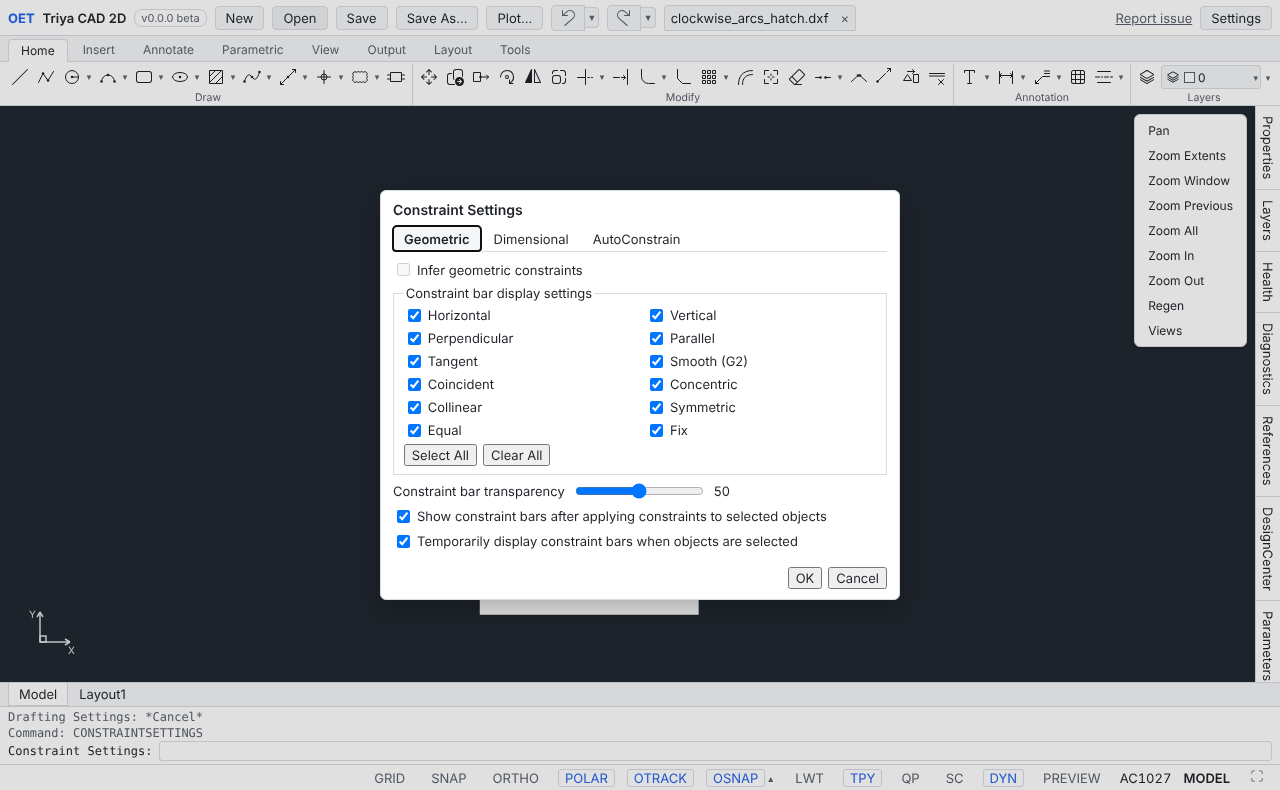 OET Triya CAD 2D v0.0.0 beta New Open Save Save As... Plot... clockwise_arcs_hatch.dxf × Report issue Settings
Home Insert Annotate Parametric View Output Layout Tools
0
Draw Modify Annotation Layers
Pan
Zoom Extents
Zoom Window
Zoom Previous
Zoom All
Zoom In
Zoom Out
Regen
Views
Properties
Layers
Health
Diagnostics
References
DesignCenter
Parameters
Constraint Settings
Geometric Dimensional AutoConstrain
Infer geometric constraints
Constraint bar display settings
Horizontal Vertical
Perpendicular Parallel
Tangent Smooth (G2)
Coincident Concentric
Collinear Symmetric
Equal Fix
Select All Clear All
Constraint bar transparency 50
Show constraint bars after applying constraints to selected objects
Temporarily display constraint bars when objects are selected
OK Cancel
Y
X
Model Layout1
Drafting Settings: *Cancel*
Command: CONSTRAINTSETTINGS
Constraint Settings:
GRID SNAP ORTHO POLAR OTRACK OSNAP LWT TPY QP SC DYN PREVIEW AC1027 MODEL